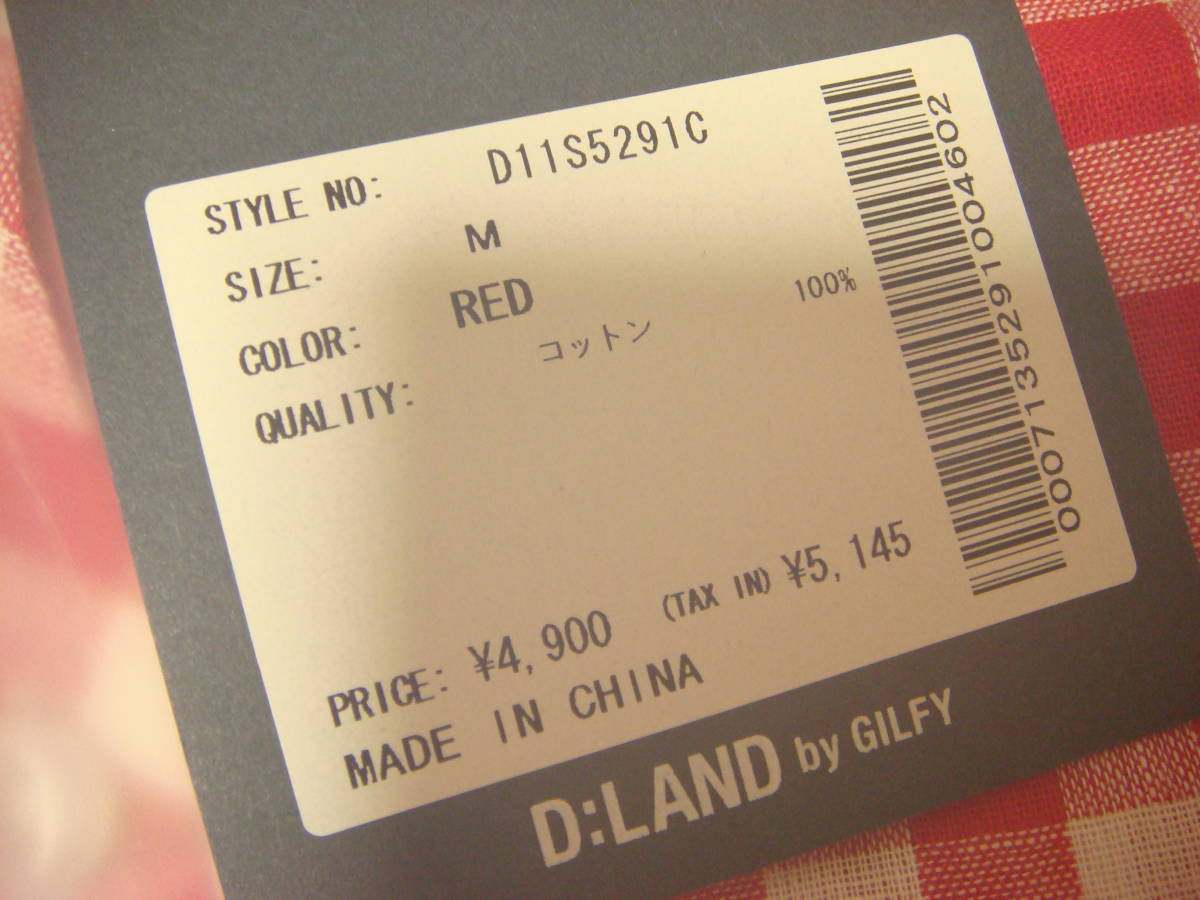 STYLE NO: D11S5291C
SIZE: M
COLOR: RED
QUALITY: コットン 100%
PRICE: ¥4,900 (TAX IN) ¥5,145
MADE IN CHINA
0007135291004602
D:LAND by GILFY